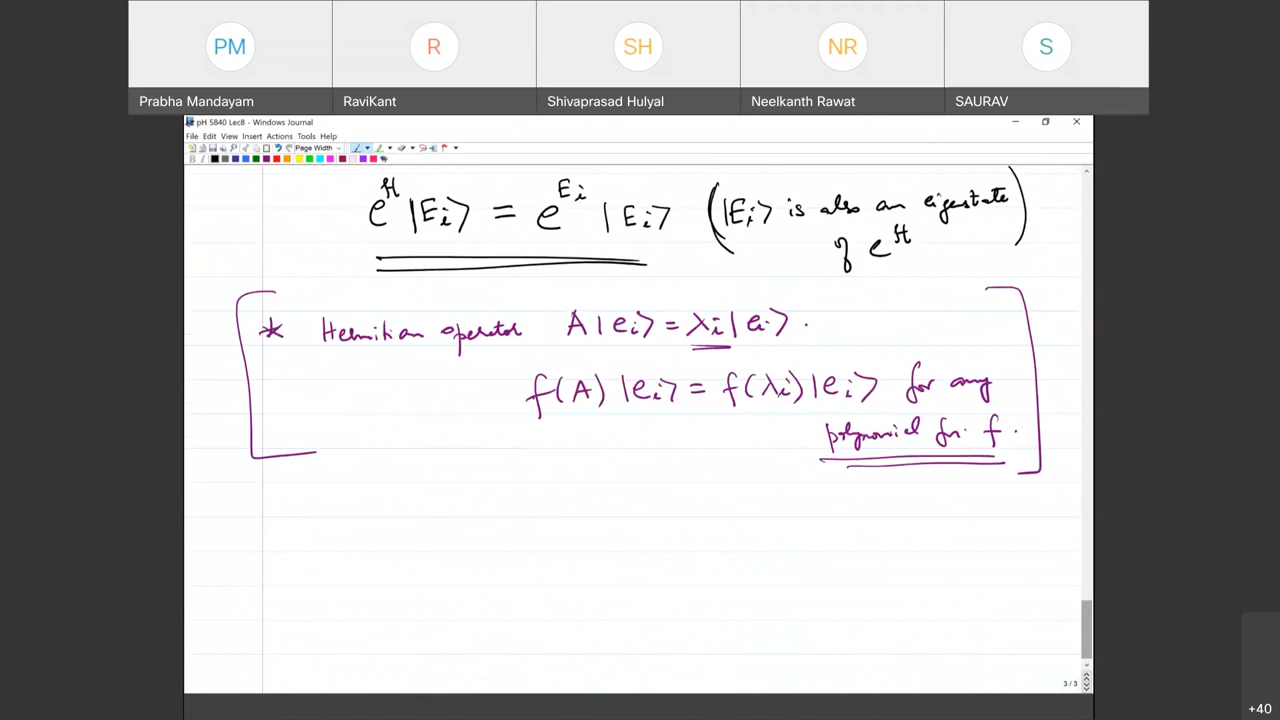 PM
R
SH
NR
S
Prabha Mandayam
RaviKant
Shivaprasad Hulyal
Neelkanth Rawat
SAURAV
pH 5840 Lec8 - Windows Journal
File Edit View Insert Actions Tools Help
Page Width
e^H |E_i⟩ = e^{E_i} |E_i⟩ (|E_i⟩ is also an eigestate
of e^H)
* Hermitian operator A|e_i⟩ = λ_i|e_i⟩.
f(A)|e_i⟩ = f(λ_i)|e_i⟩ for any
polynomial fn. f.
3 / 3
+40